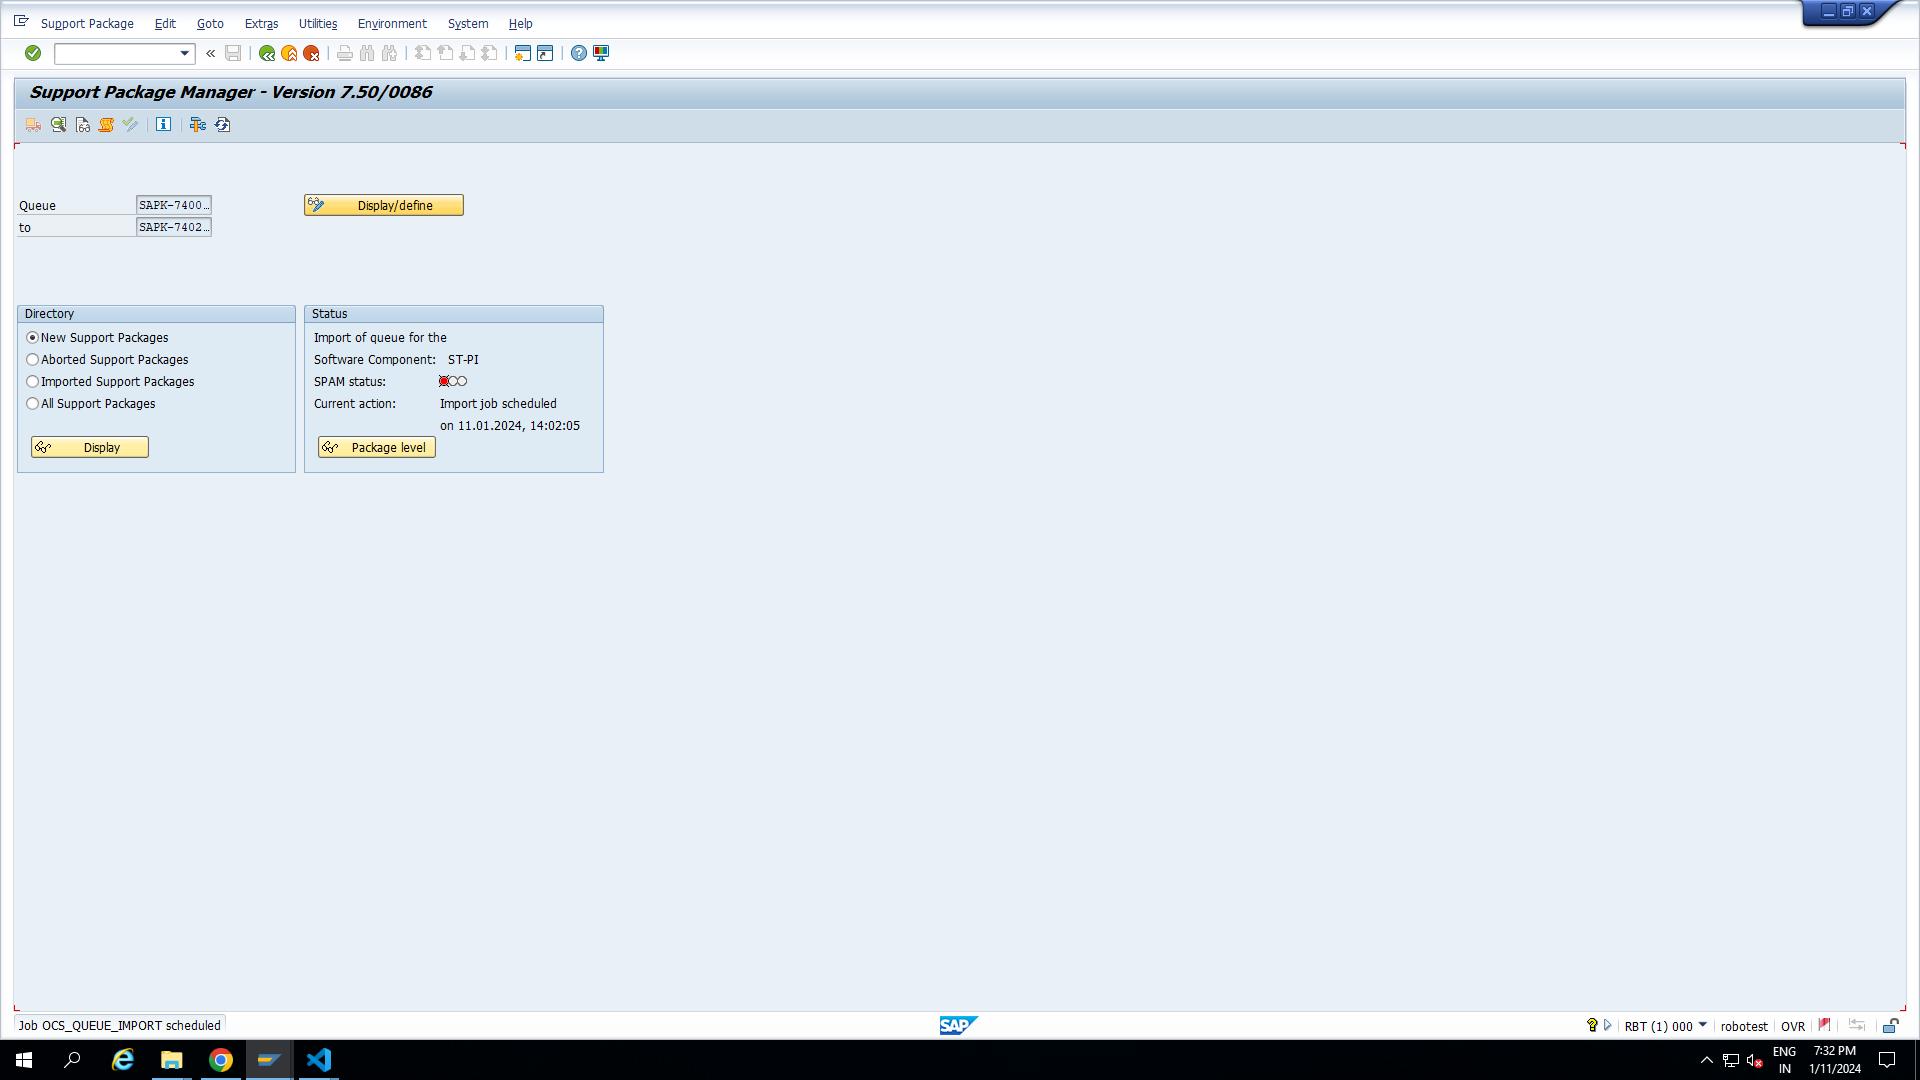 Support Package Edit Goto Extras Utilities Environment System Help
Support Package Manager - Version 7.50/0086
Queue SAPK-7400… Display/define
to SAPK-7402…
Directory
New Support Packages
Aborted Support Packages
Imported Support Packages
All Support Packages
Display
Status
Import of queue for the
Software Component: ST-PI
SPAM status:
Current action: Import job scheduled
on 11.01.2024, 14:02:05
Package level
Job OCS_QUEUE_IMPORT scheduled
SAP
RBT (1) 000 robotest OVR
ENG 7:32 PM
IN 1/11/2024